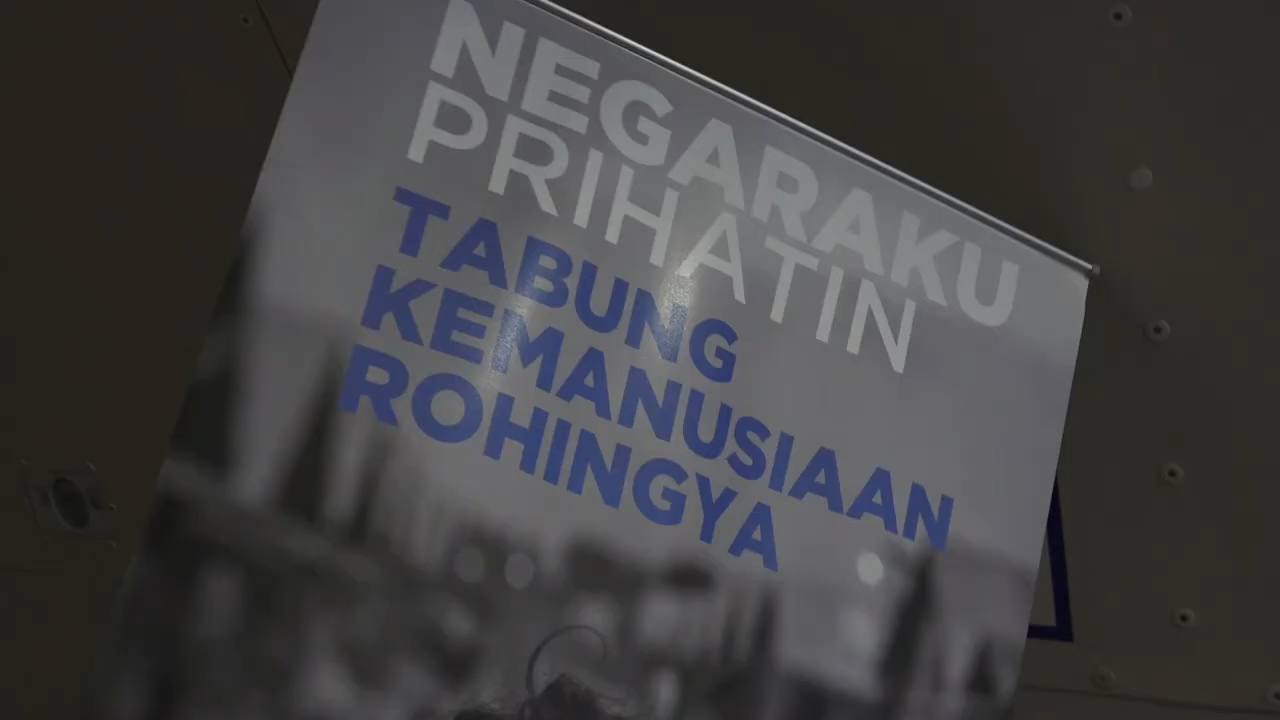 NEGARAKU
PRIHATIN
TABUNG
KEMANUSIAAN
ROHINGYA